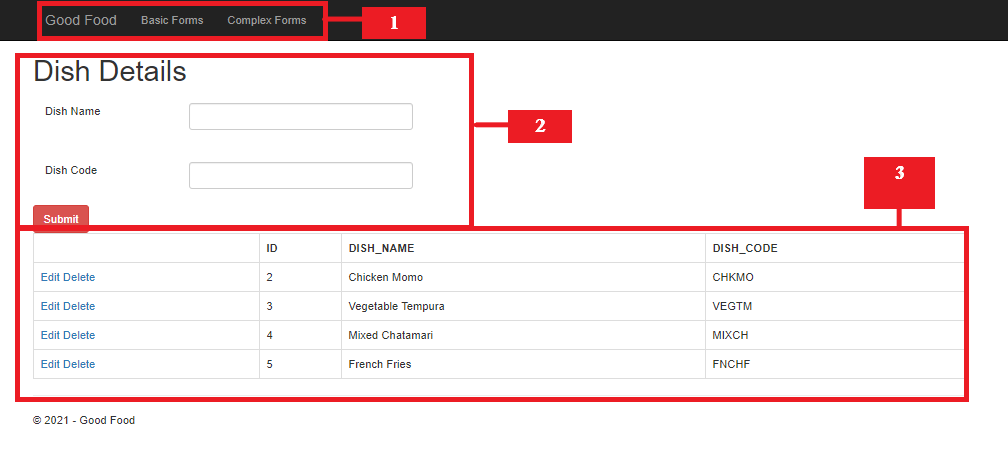 Good Food Basic Forms Complex Forms
1
Dish Details
Dish Name
2
Dish Code
3
Submit
ID DISH_NAME DISH_CODE
Edit Delete 2 Chicken Momo CHKMO
Edit Delete 3 Vegetable Tempura VEGTM
Edit Delete 4 Mixed Chatamari MIXCH
Edit Delete 5 French Fries FNCHF
© 2021 - Good Food